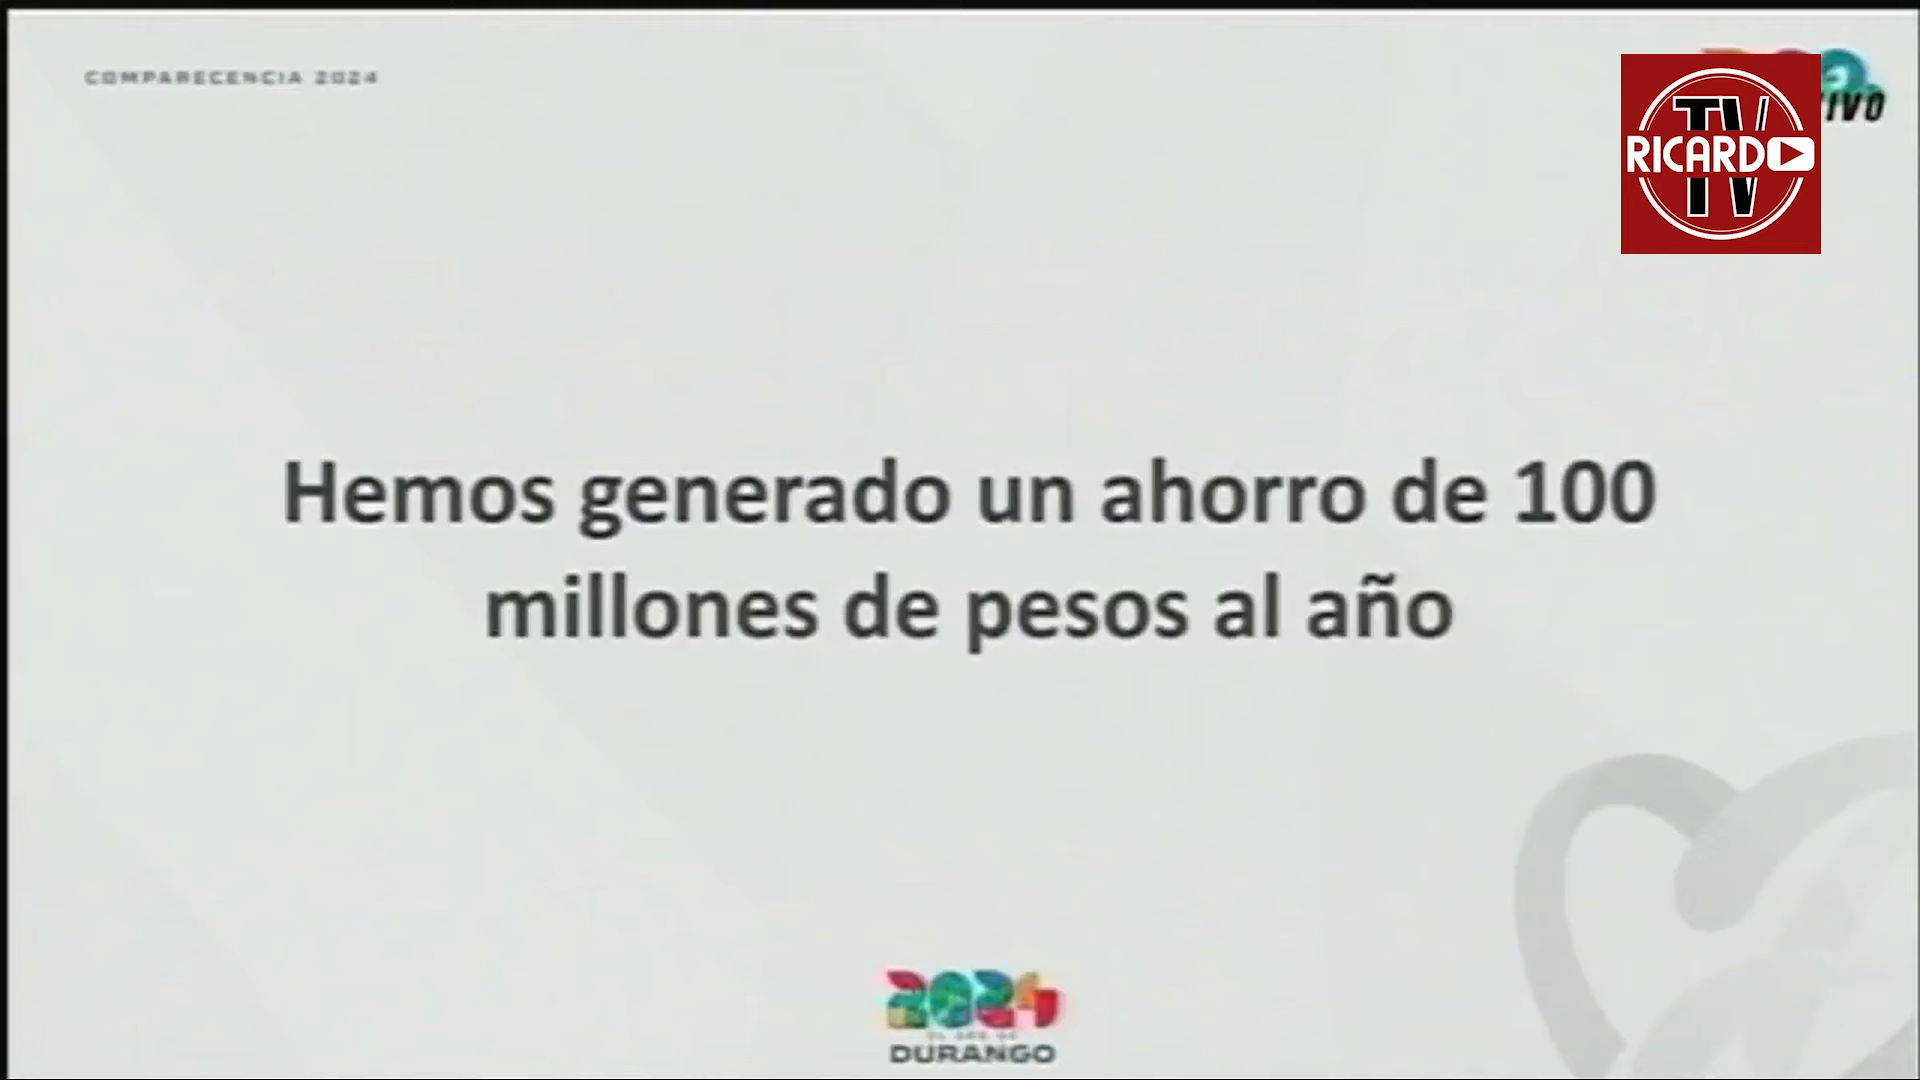 COMPARECENCIA 2024
IVO
TV
RICARDO
Hemos generado un ahorro de 100
millones de pesos al año
2024
DURANGO